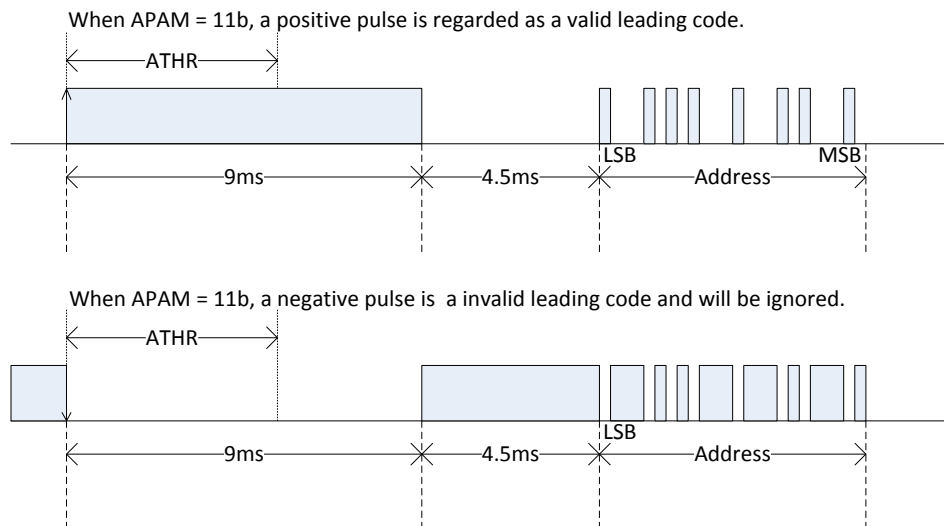 When APAM = 11b, a positive pulse is regarded as a valid leading code.
ATHR
LSB
MSB
9ms
4.5ms
Address
When APAM = 11b, a negative pulse is a invalid leading code and will be ignored.
ATHR
LSB
9ms
4.5ms
Address